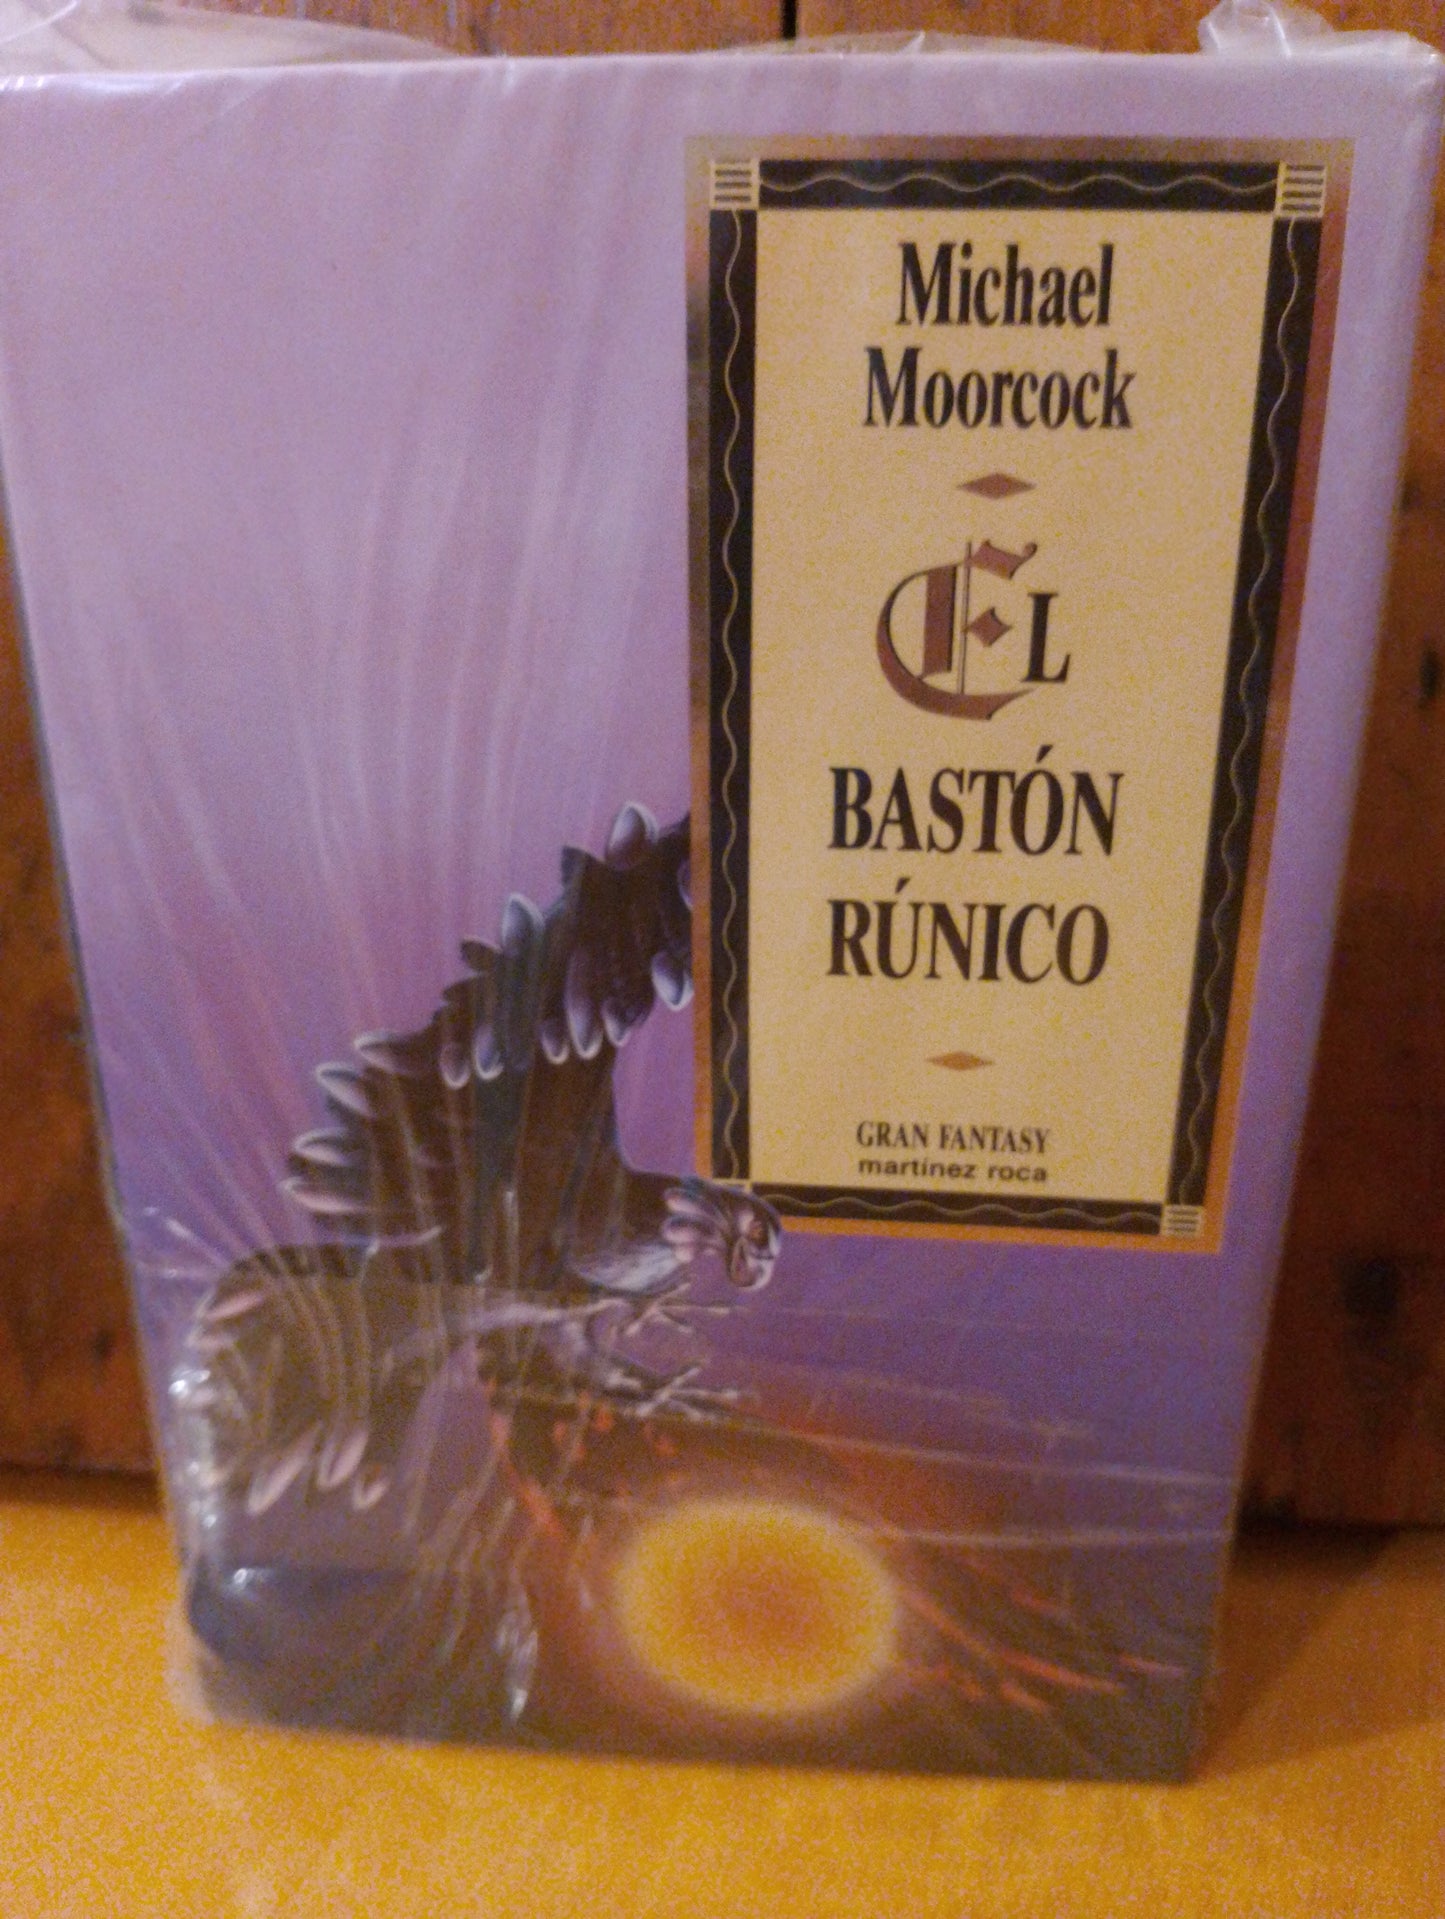 Michael
Moorcock
EL
BASTÓN
RÚNICO
GRAN FANTASY
martínez roca